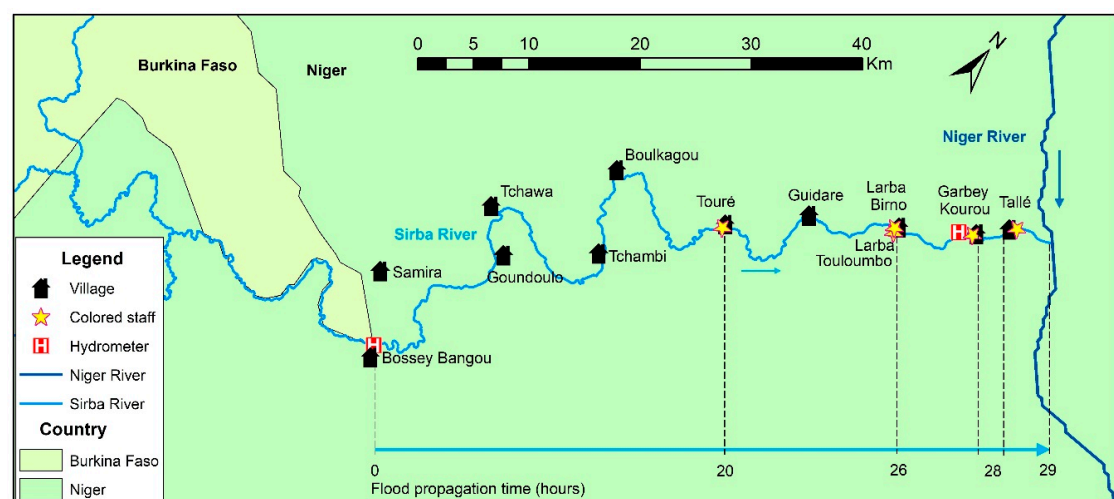 Burkina Faso
Niger
0 5 10 20 30 40
Km
N
Niger River
Boulkagou
Tchawa
Touré
Guidare
Larba
Birno
Garbey
Kourou
Tallé
Sirba River
Samira
Goundoulo
Tchambi
Larba
Touloumbo
H
H
Bossey Bangou
Legend
Village
Colored staff
H Hydrometer
Niger River
Sirba River
Country
Burkina Faso
Niger
0 20 26 28 29
Flood propagation time (hours)